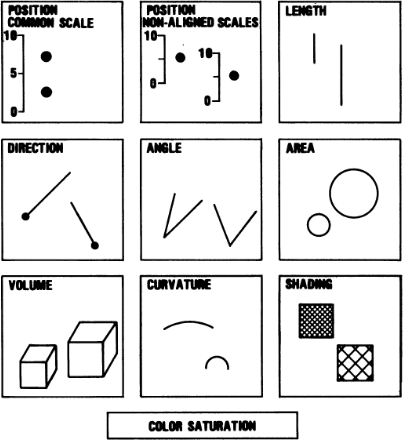 POSITION
COMMON SCALE
10
5
0
POSITION
NON-ALIGNED SCALES
10
0
10
0
LENGTH
DIRECTION
ANGLE
AREA
VOLUME
CURVATURE
SHADING
COLOR SATURATION